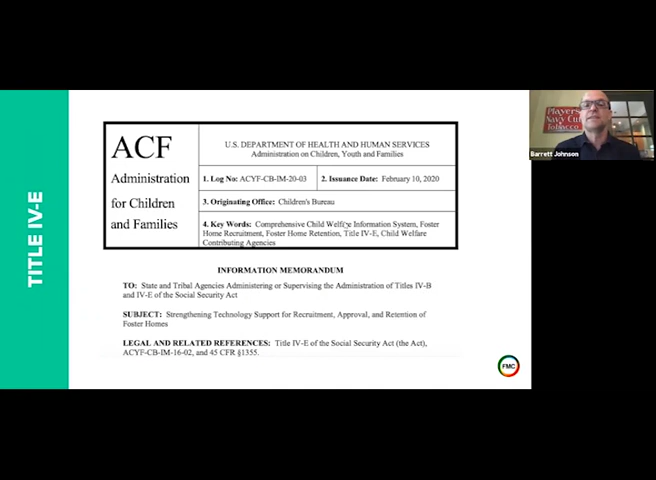 TITLE IV-E
ACF
Administration
for Children
and Families
U.S. DEPARTMENT OF HEALTH AND HUMAN SERVICES
Administration on Children, Youth and Families
1. Log No: ACYF-CB-IM-20-03
2. Issuance Date: February 10, 2020
3. Originating Office: Children's Bureau
4. Key Words: Comprehensive Child Welfare Information System, Foster
Home Recruitment, Foster Home Retention, Title IV-E, Child Welfare
Contributing Agencies
INFORMATION MEMORANDUM
TO: State and Tribal Agencies Administering or Supervising the Administration of Titles IV-B
and IV-E of the Social Security Act
SUBJECT: Strengthening Technology Support for Recruitment, Approval, and Retention of
Foster Homes
LEGAL AND RELATED REFERENCES: Title IV-E of the Social Security Act (the Act),
ACYF-CB-IM-16-02, and 45 CFR §1355.
FMC
Players
Navy Cut
Tobacco
Barrett Johnson